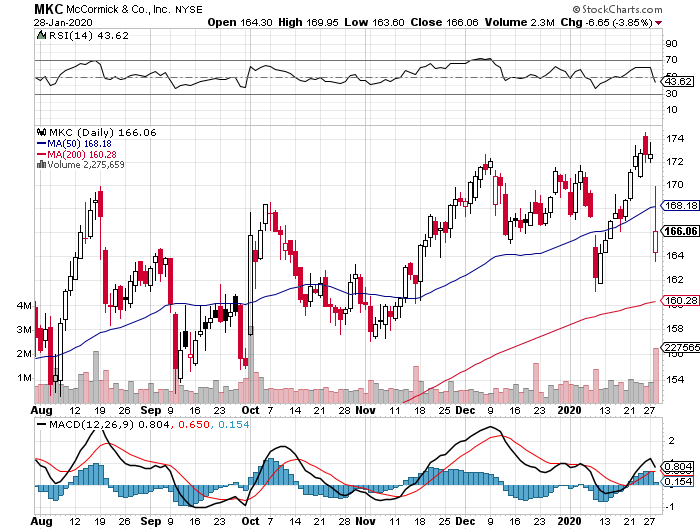 MKC McCormick & Co., Inc. NYSE © StockCharts.com
28-Jan-2020 Open 164.30 High 169.95 Low 163.60 Close 166.06 Volume 2.3M Chg -6.65 (-3.85%)
RSI(14) 43.62
90
70
50
43.62
30
10
MKC (Daily) 166.06
MA(50) 168.18
MA(200) 160.28
Volume 2,275,659
174
172
170
168.18
166.06
164
162
160.28
158
156
154
4M
3M
2M
1M
227565
Aug 12 19 26 Sep 9 16 23 Oct 7 14 21 28 Nov 11 18 25 Dec 9 16 23 2020 13 21 27
MACD(12,26,9) 0.804, 0.650, 0.154
2
1
0.804
0.154
-1
Aug 12 19 26 Sep 9 16 23 Oct 7 14 21 28 Nov 11 18 25 Dec 9 16 23 2020 13 21 27